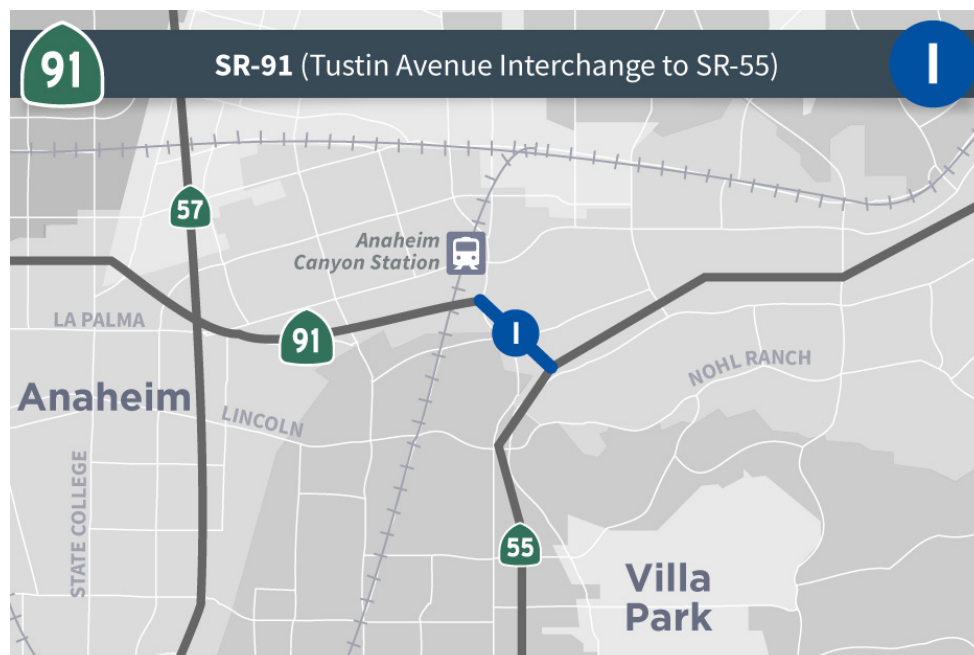 91
SR-91 (Tustin Avenue Interchange to SR-55)
I
57
Anaheim
Canyon Station
LA PALMA
91
I
NOHL RANCH
Anaheim
LINCOLN
STATE COLLEGE
55
Villa
Park